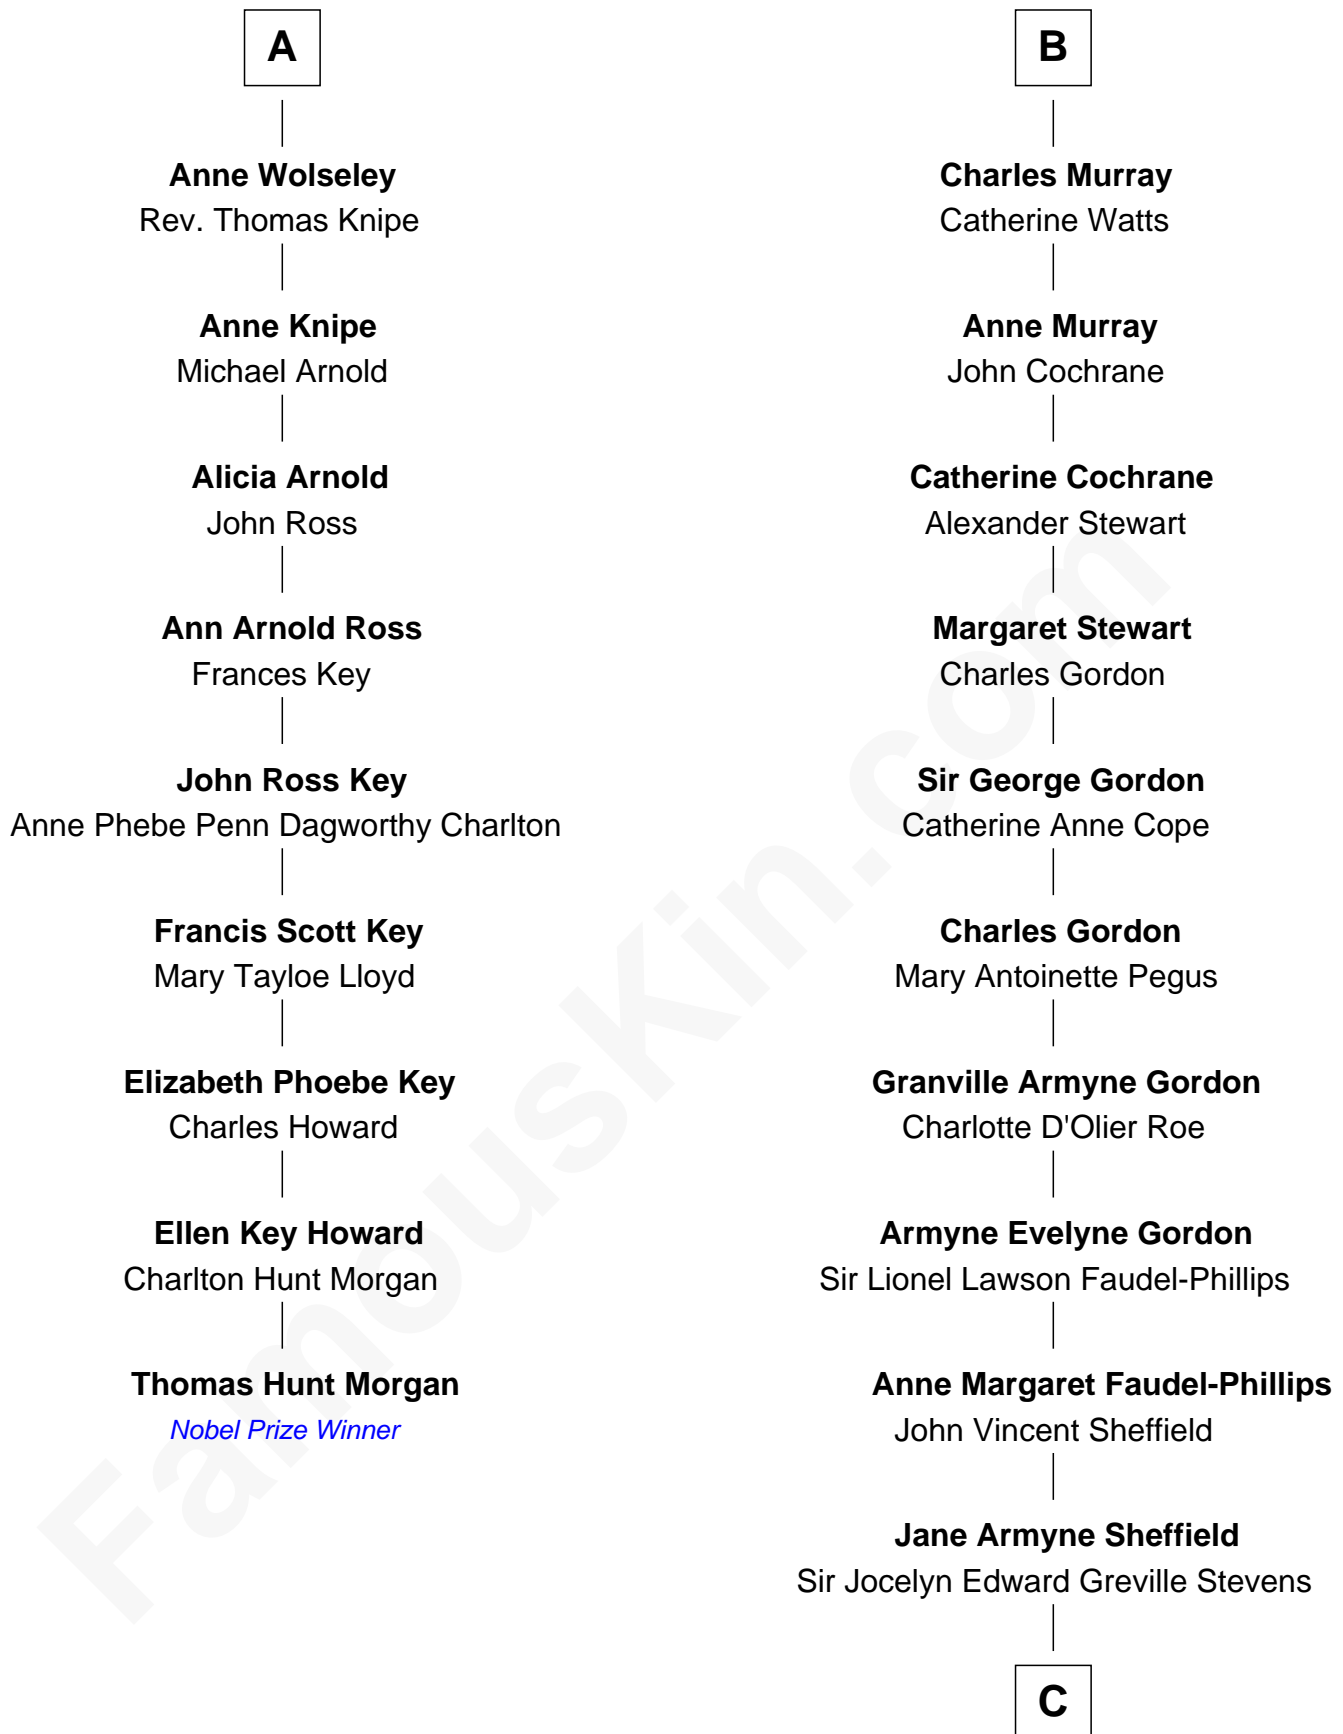 A
Anne Wolseley
Rev. Thomas Knipe
Anne Knipe
Michael Arnold
Alicia Arnold
John Ross
Ann Arnold Ross
Frances Key
John Ross Key
Anne Phebe Penn Dagworthy Charlton
Francis Scott Key
Mary Tayloe Lloyd
Elizabeth Phoebe Key
Charles Howard
Ellen Key Howard
Charlton Hunt Morgan
Thomas Hunt Morgan
Nobel Prize Winner
B
Charles Murray
Catherine Watts
Anne Murray
John Cochrane
Catherine Cochrane
Alexander Stewart
Margaret Stewart
Charles Gordon
Sir George Gordon
Catherine Anne Cope
Charles Gordon
Mary Antoinette Pegus
Granville Armyne Gordon
Charlotte D'Olier Roe
Armyne Evelyne Gordon
Sir Lionel Lawson Faudel-Phillips
Anne Margaret Faudel-Phillips
John Vincent Sheffield
Jane Armyne Sheffield
Sir Jocelyn Edward Greville Stevens
C
FamousKin.com